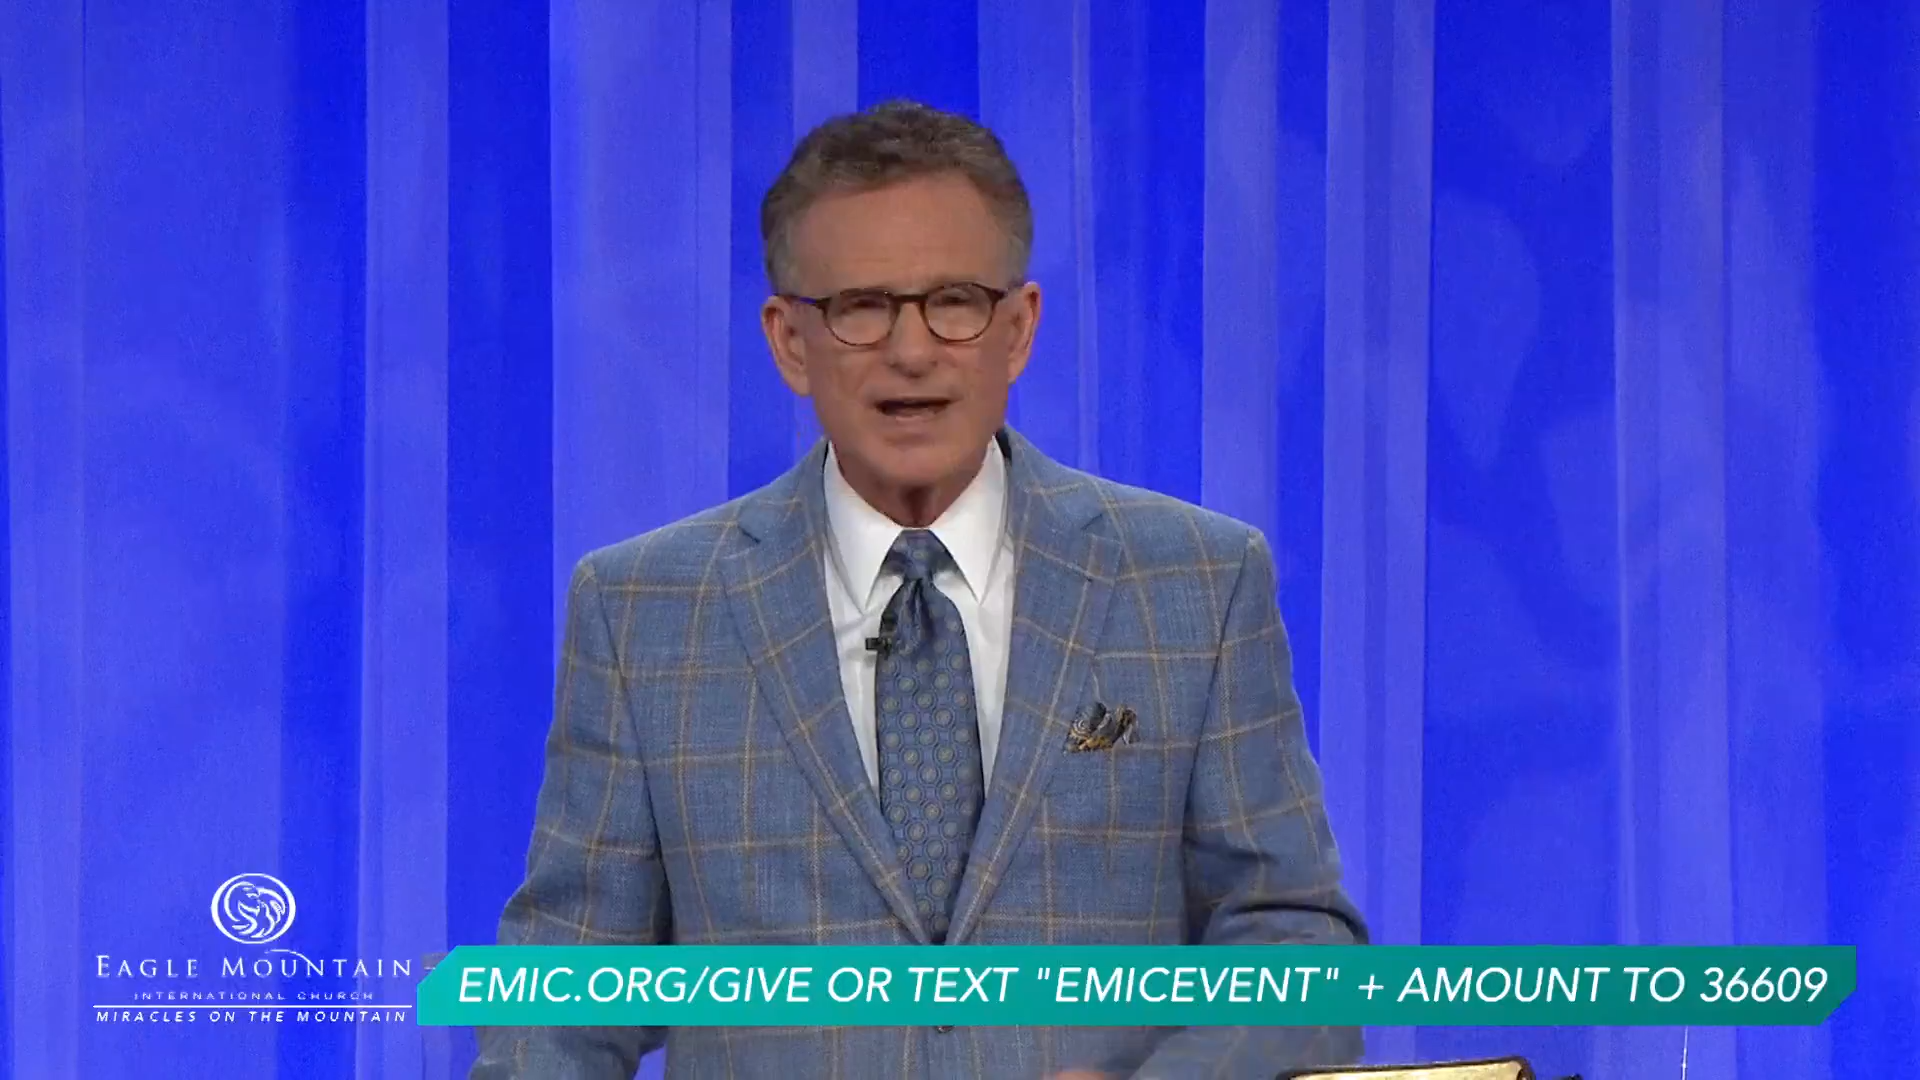 EAGLE MOUNTAIN
INTERNATIONAL CHURCH
MIRACLES ON THE MOUNTAIN
EMIC.ORG/GIVE OR TEXT "EMICEVENT" + AMOUNT TO 36609